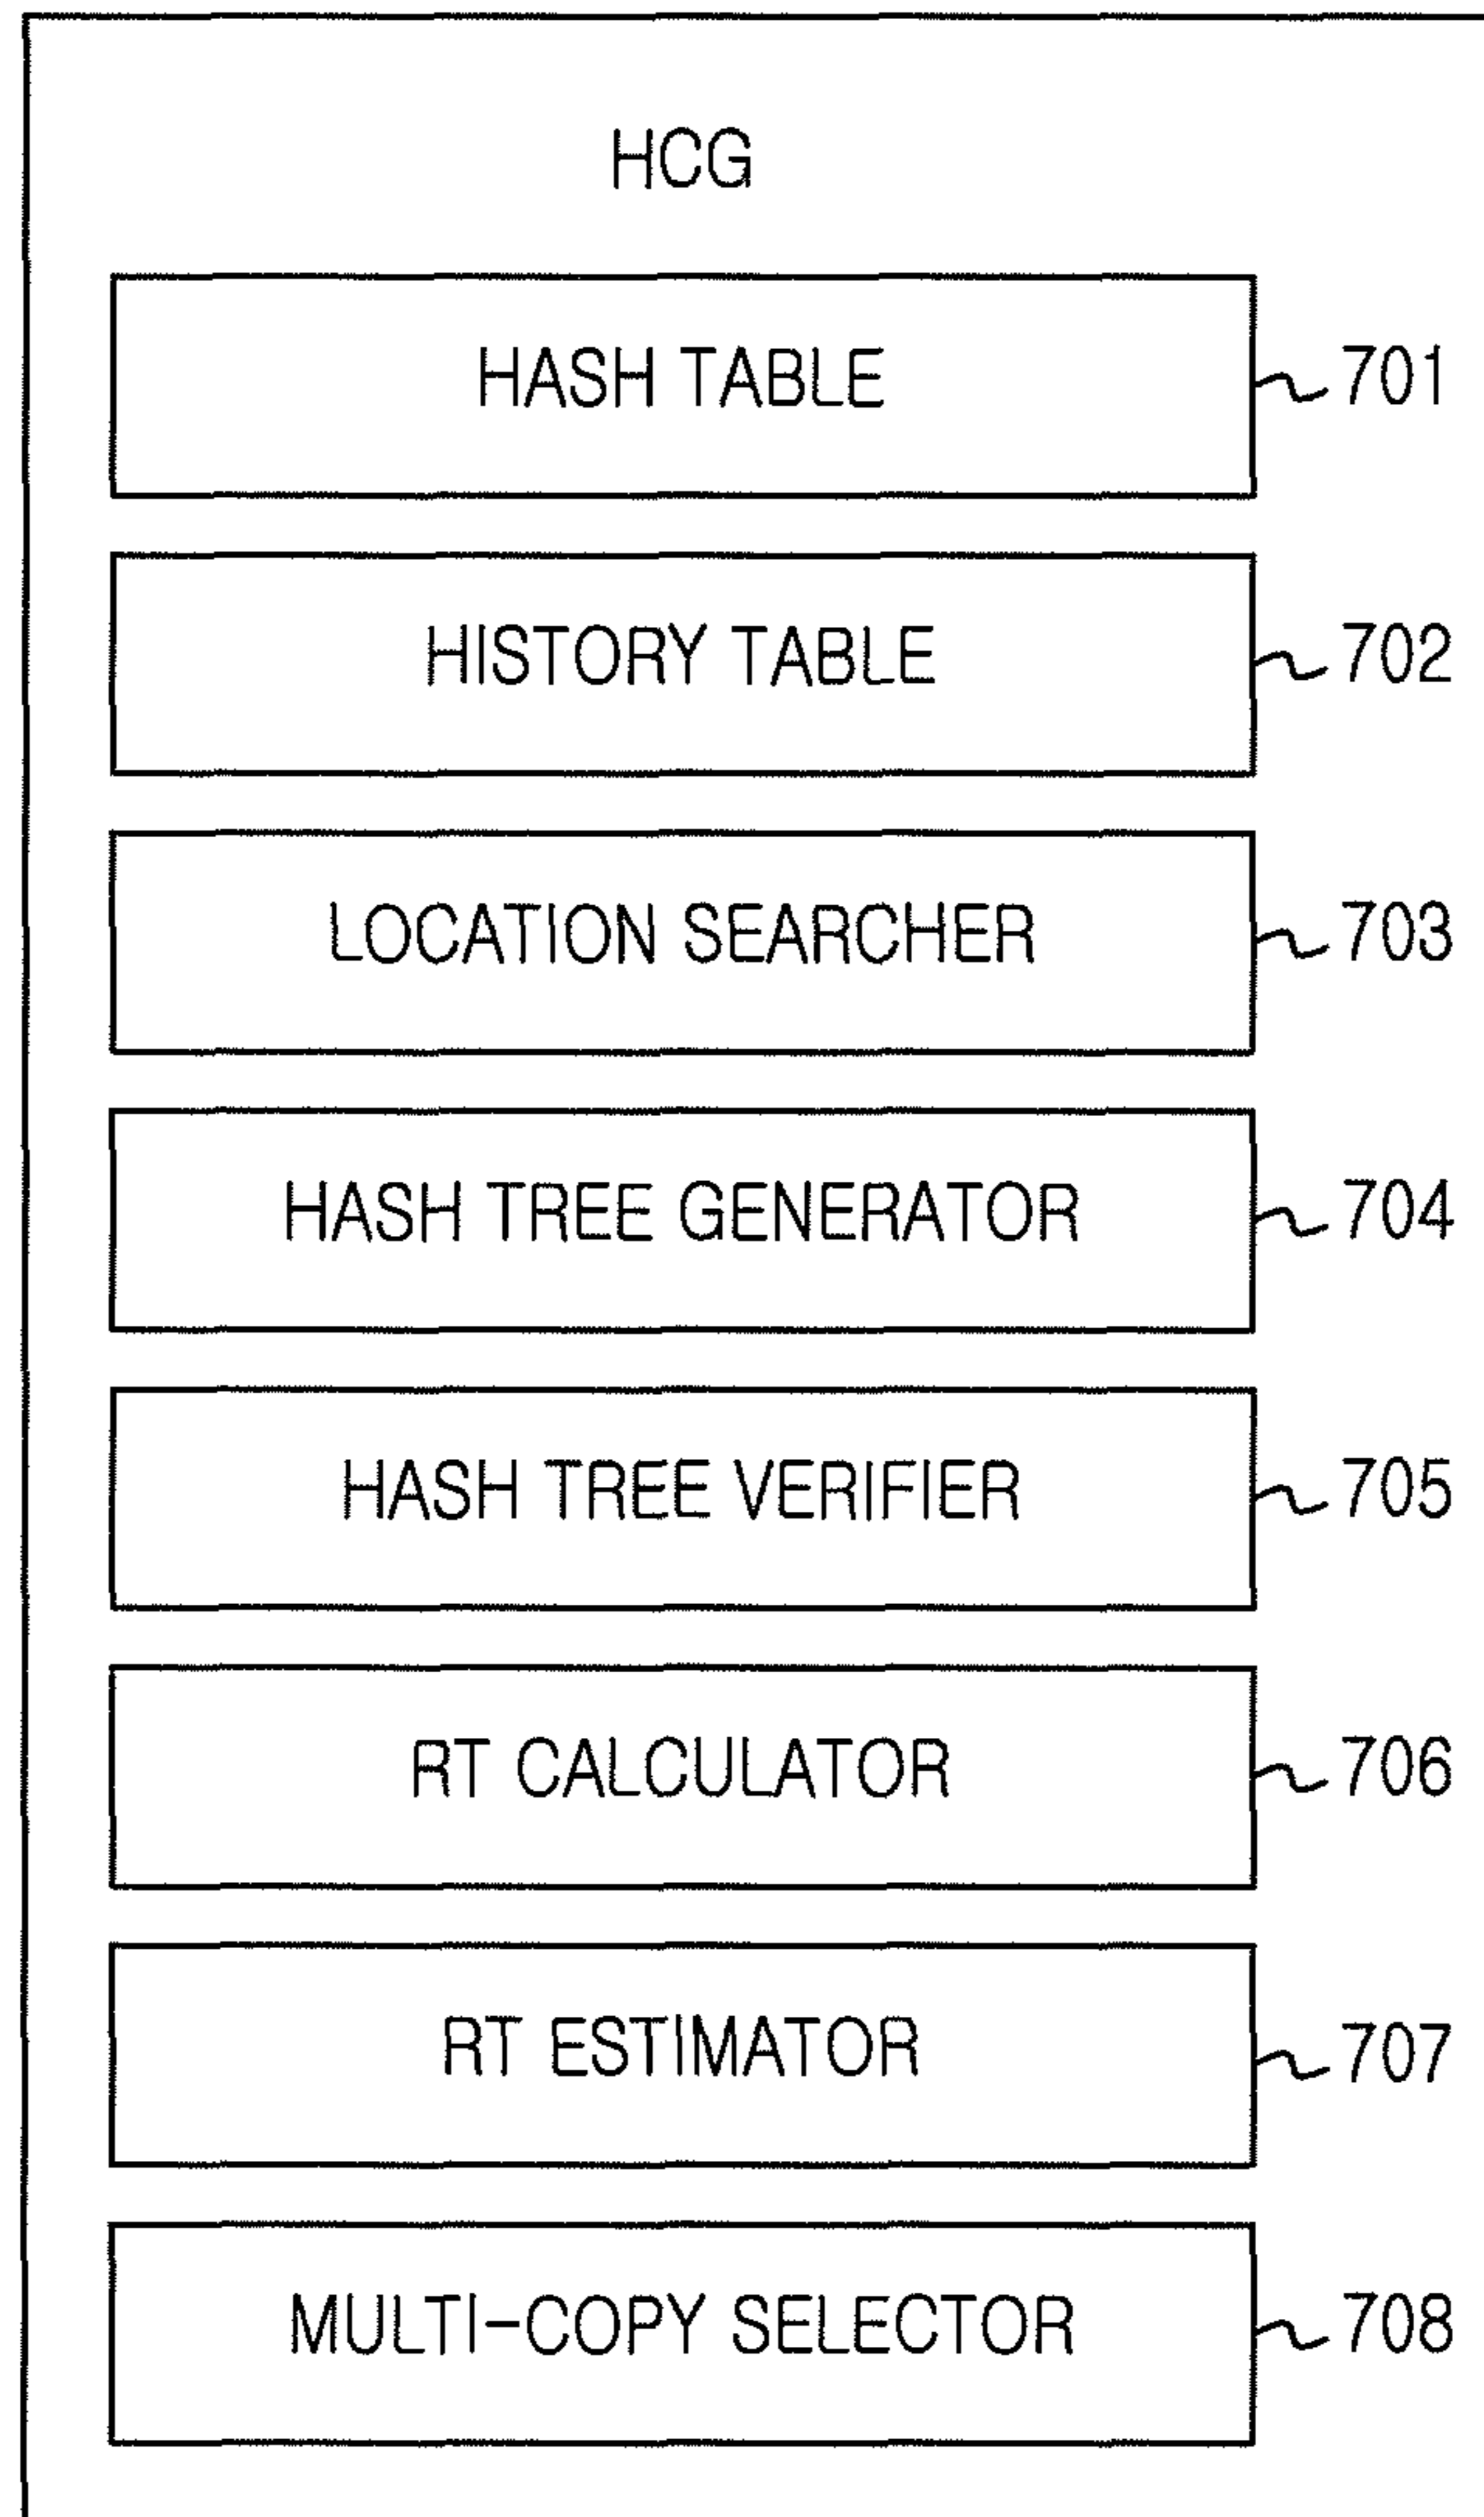 HCG
HASH TABLE 701
HISTORY TABLE 702
LOCATION SEARCHER 703
HASH TREE GENERATOR 704
HASH TREE VERIFIER 705
RT CALCULATOR 706
RT ESTIMATOR 707
MULTI-COPY SELECTOR 708